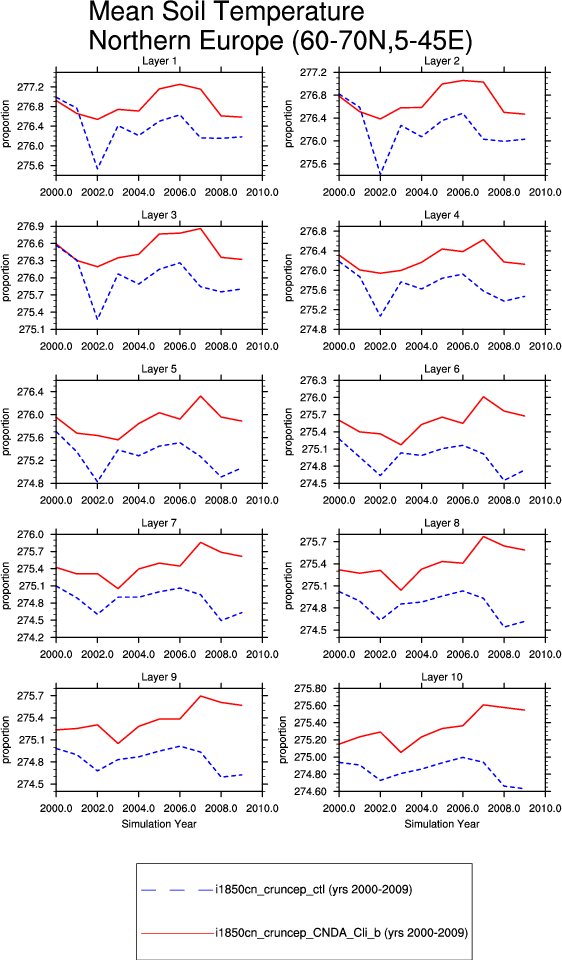 Mean Soil Temperature
Northern Europe (60-70N,5-45E)
Layer 1
Layer 2
proportion
277.2
276.8
276.4
276.0
275.6
2000.0 2002.0 2004.0 2006.0 2008.0 2010.0
proportion
277.2
276.8
276.4
276.0
275.6
2000.0 2002.0 2004.0 2006.0 2008.0 2010.0
Layer 3
Layer 4
proportion
276.9
276.6
276.3
276.0
275.7
275.4
275.1
2000.0 2002.0 2004.0 2006.0 2008.0 2010.0
proportion
276.8
276.4
276.0
275.6
275.2
274.8
2000.0 2002.0 2004.0 2006.0 2008.0 2010.0
Layer 5
Layer 6
proportion
276.4
276.0
275.6
275.2
274.8
2000.0 2002.0 2004.0 2006.0 2008.0 2010.0
proportion
276.3
276.0
275.7
275.4
275.1
274.8
274.5
2000.0 2002.0 2004.0 2006.0 2008.0 2010.0
Layer 7
Layer 8
proportion
276.0
275.7
275.4
275.1
274.8
274.5
274.2
2000.0 2002.0 2004.0 2006.0 2008.0 2010.0
proportion
275.7
275.4
275.1
274.8
274.5
2000.0 2002.0 2004.0 2006.0 2008.0 2010.0
Layer 9
Layer 10
proportion
275.7
275.4
275.1
274.8
274.5
2000.0 2002.0 2004.0 2006.0 2008.0 2010.0
Simulation Year
proportion
275.80
275.60
275.40
275.20
275.00
274.80
274.60
2000.0 2002.0 2004.0 2006.0 2008.0 2010.0
Simulation Year
i1850cn_cruncep_ctl (yrs 2000-2009)
i1850cn_cruncep_CNDA_Cli_b (yrs 2000-2009)